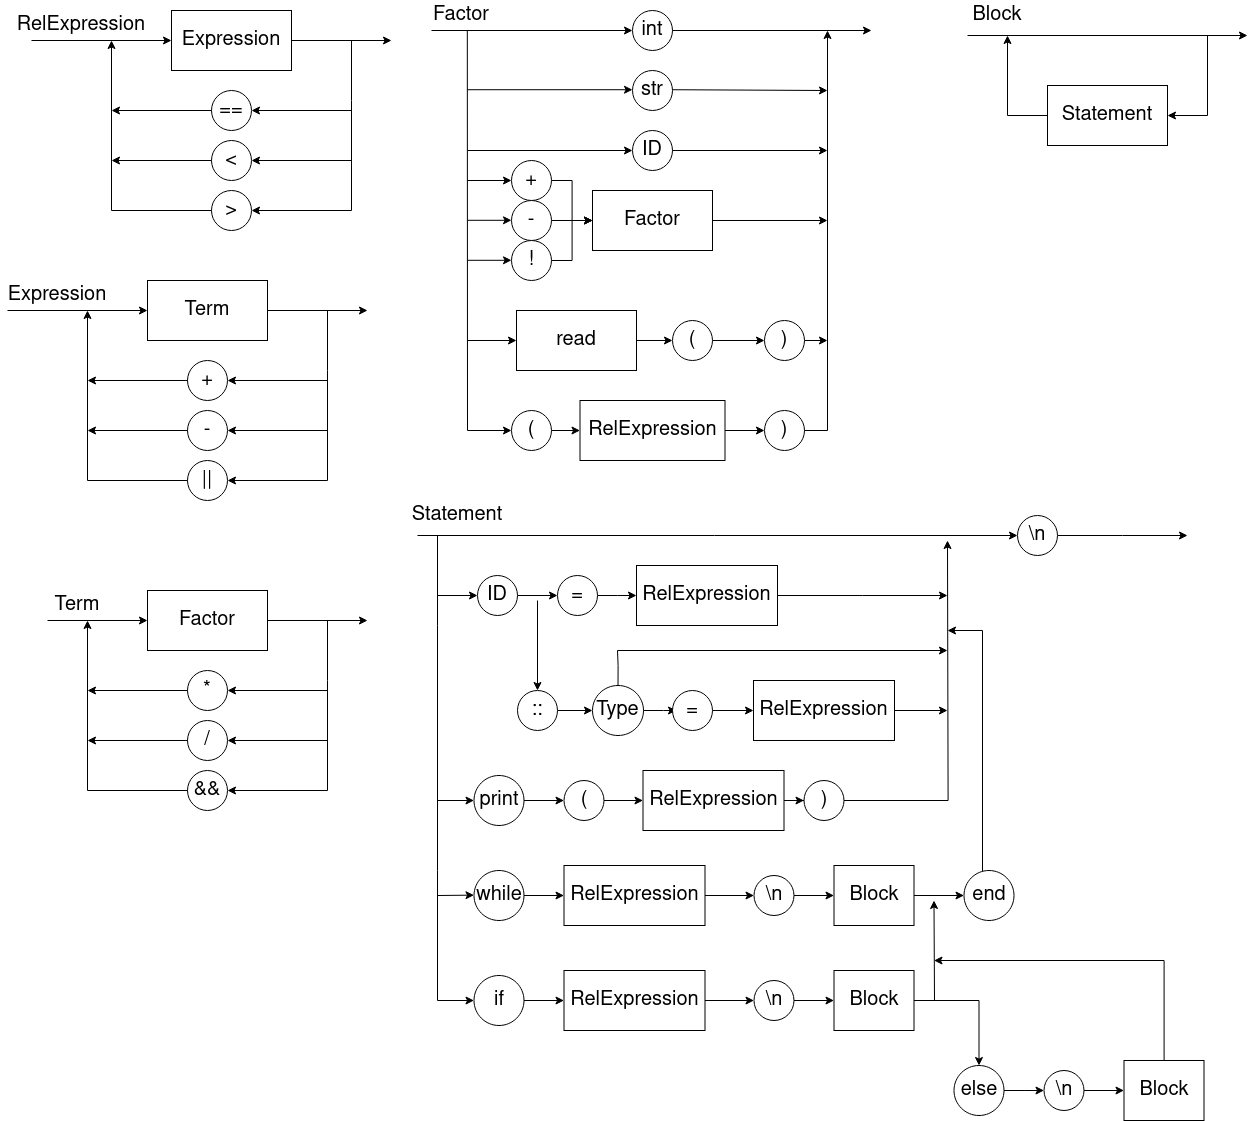 RelExpression
Expression
==
<
>
Expression
Term
+
-
||
Term
Factor
*
/
&&
Factor
int
str
ID
+
-
!
Factor
read ( )
( RelExpression )
Block
Statement
Statement
\n
ID = RelExpression
:: Type = RelExpression
print ( RelExpression )
while RelExpression \n Block end
if RelExpression \n Block
else \n Block